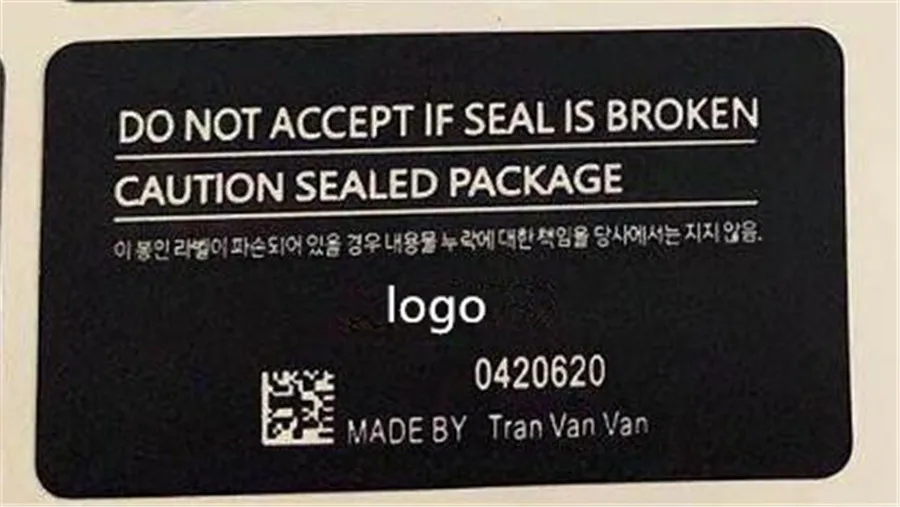 DO NOT ACCEPT IF SEAL IS BROKEN
CAUTION SEALED PACKAGE
이 봉인 라벨이 파손되어 있을 경우 내용물 누락에 대한 책임을 당사에서는 지지 않음.
logo
0420620
MADE BY Tran Van Van